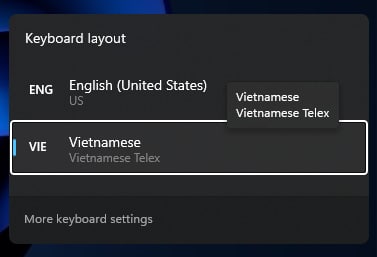 Keyboard layout
ENG English (United States)
US
Vietnamese
Vietnamese Telex
VIE Vietnamese
Vietnamese Telex
More keyboard settings